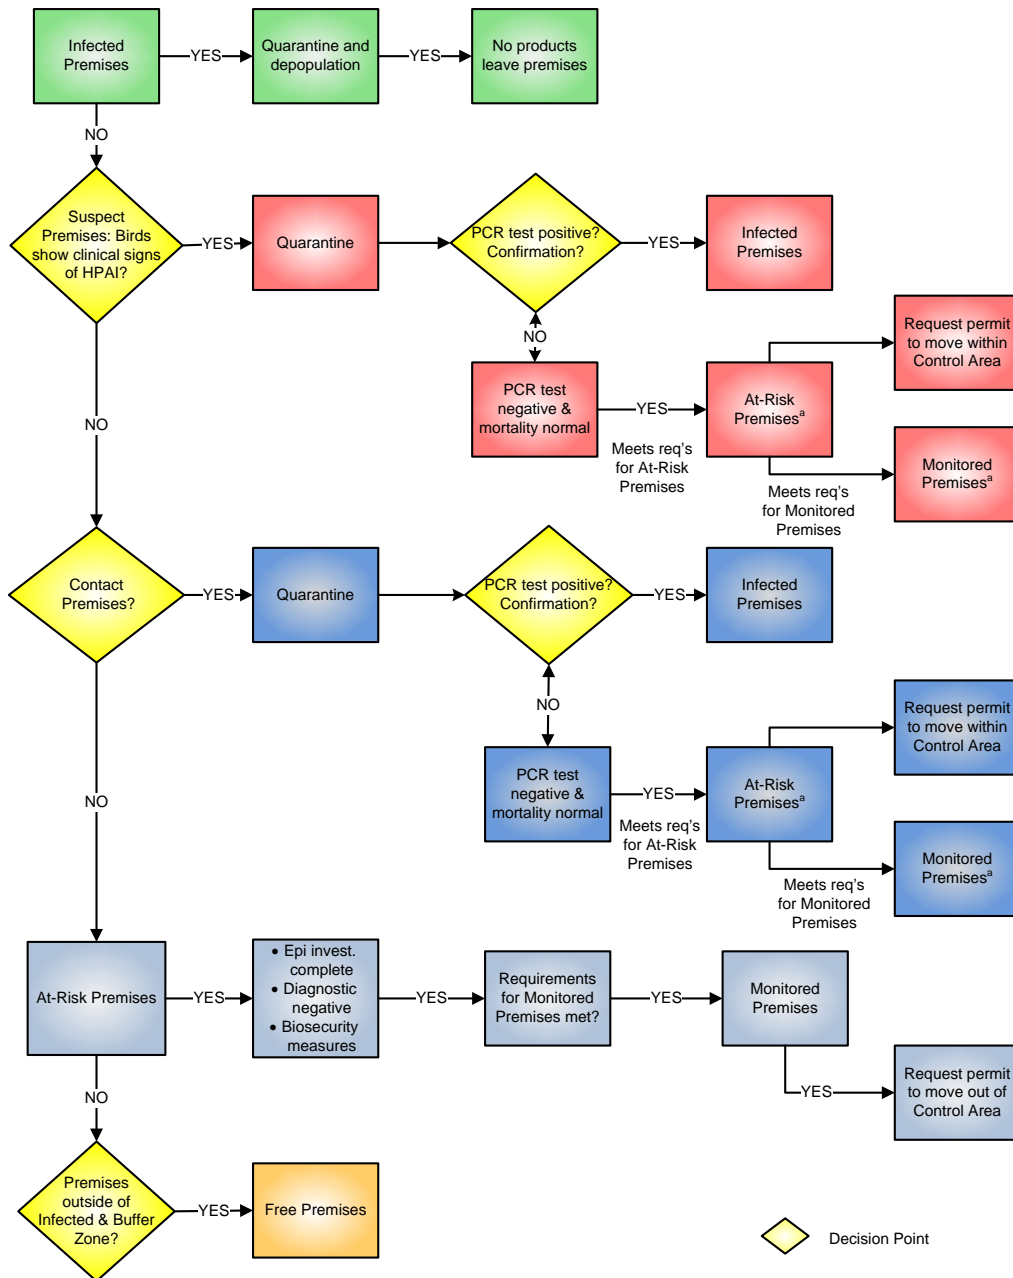 Infected
Premises
YES
Quarantine and
depopulation
YES
No products
leave premises
NO
Suspect
Premises: Birds
show clinical signs
of HPAI?
YES
Quarantine
PCR test positive?
Confirmation?
YES
Infected
Premises
NO
PCR test
negative &
mortality normal
YES
Meets req's
for At-Risk
Premises
At-Risk
Premisesa
Request permit
to move within
Control Area
Meets req's
for Monitored
Premises
Monitored
Premisesa
NO
Contact
Premises?
YES
Quarantine
PCR test positive?
Confirmation?
YES
Infected
Premises
NO
PCR test
negative &
mortality normal
YES
Meets req's
for At-Risk
Premises
At-Risk
Premisesa
Request permit
to move within
Control Area
Meets req's
for Monitored
Premises
Monitored
Premisesa
NO
At-Risk Premises
YES
• Epi invest.
complete
• Diagnostic
negative
• Biosecurity
measures
YES
Requirements
for Monitored
Premises met?
YES
Monitored
Premises
YES
Request permit
to move out of
Control Area
NO
Premises
outside of
Infected & Buffer
Zone?
YES
Free Premises
Decision Point